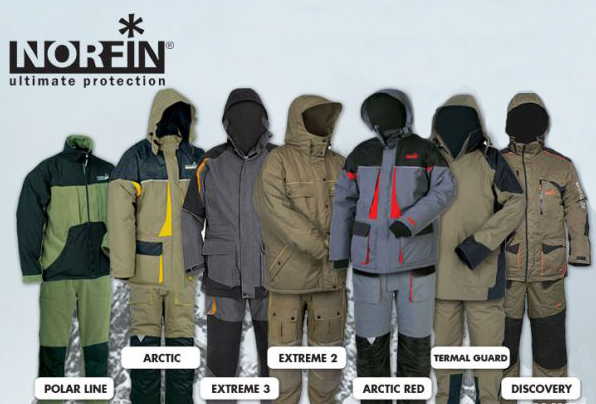 NORFIN®
ultimate protection
ARCTIC
EXTREME 2
TERMAL GUARD
POLAR LINE
EXTREME 3
ARCTIC RED
DISCOVERY